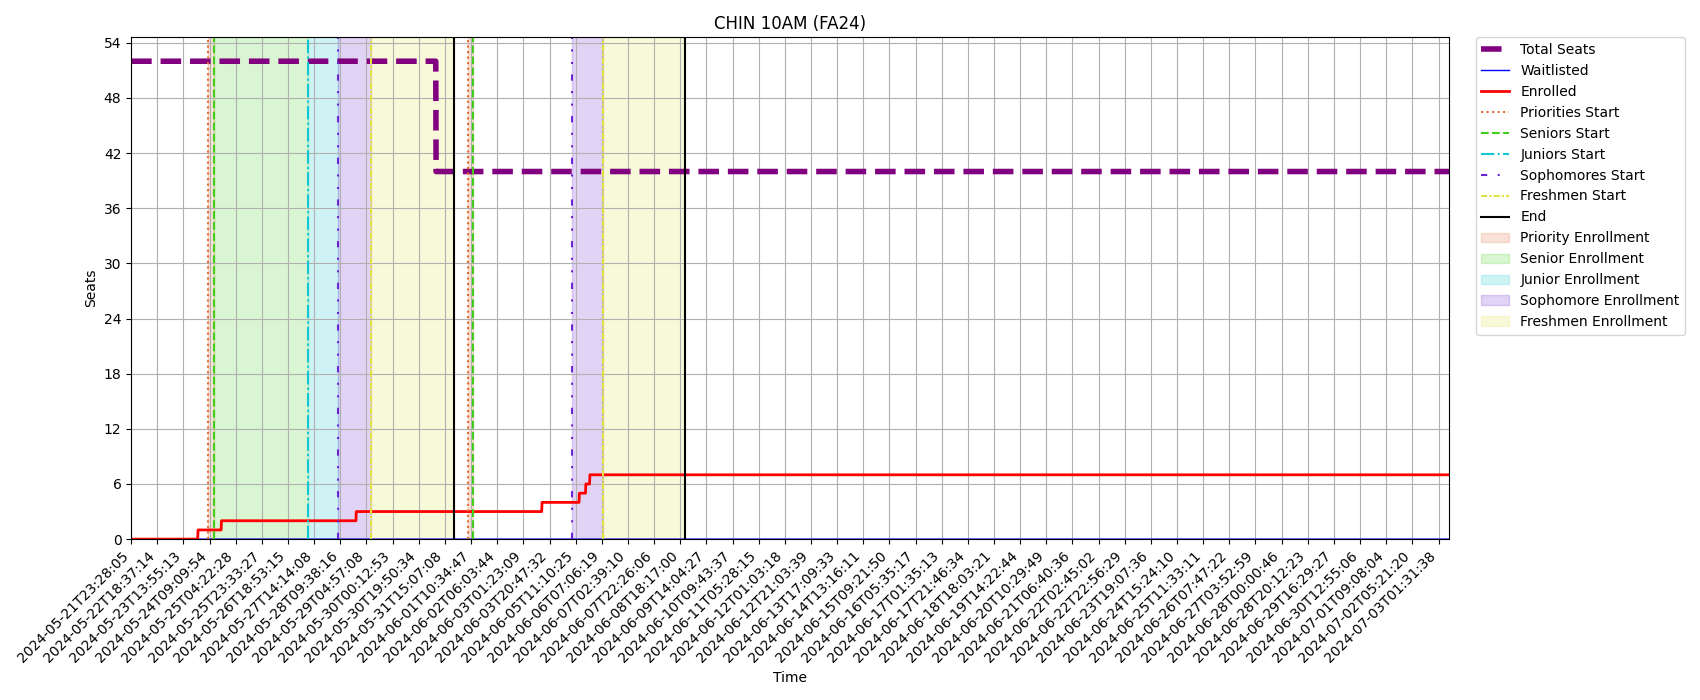 CHIN 10AM (FA24)
54
48
42
36
30
24
18
12
6
0
Seats
2024-05-21T23:28:05
2024-05-22T18:37:14
2024-05-23T13:55:13
2024-05-24T09:09:54
2024-05-25T04:22:28
2024-05-25T23:33:27
2024-05-26T18:53:15
2024-05-27T14:14:08
2024-05-28T09:38:16
2024-05-29T04:57:08
2024-05-30T00:12:53
2024-05-30T19:50:34
2024-05-31T15:07:08
2024-06-01T10:34:47
2024-06-02T06:03:44
2024-06-03T01:23:09
2024-06-03T20:47:32
2024-06-05T11:10:25
2024-06-06T07:06:19
2024-06-07T02:39:10
2024-06-07T22:26:06
2024-06-08T18:17:00
2024-06-09T14:04:27
2024-06-10T09:43:37
2024-06-11T05:28:15
2024-06-12T01:03:18
2024-06-12T21:03:39
2024-06-13T17:09:33
2024-06-14T13:16:11
2024-06-15T09:21:50
2024-06-16T05:35:17
2024-06-17T01:35:13
2024-06-17T21:46:34
2024-06-18T18:03:21
2024-06-19T14:22:44
2024-06-20T10:29:49
2024-06-21T06:40:36
2024-06-22T02:45:02
2024-06-22T22:56:29
2024-06-23T19:07:36
2024-06-24T15:24:10
2024-06-25T11:33:11
2024-06-26T07:47:22
2024-06-27T03:52:59
2024-06-28T00:00:46
2024-06-28T20:12:23
2024-06-29T16:29:27
2024-06-30T12:55:06
2024-07-01T09:08:04
2024-07-02T05:21:20
2024-07-03T01:31:38
Time
Total Seats
Waitlisted
Enrolled
Priorities Start
Seniors Start
Juniors Start
Sophomores Start
Freshmen Start
End
Priority Enrollment
Senior Enrollment
Junior Enrollment
Sophomore Enrollment
Freshmen Enrollment